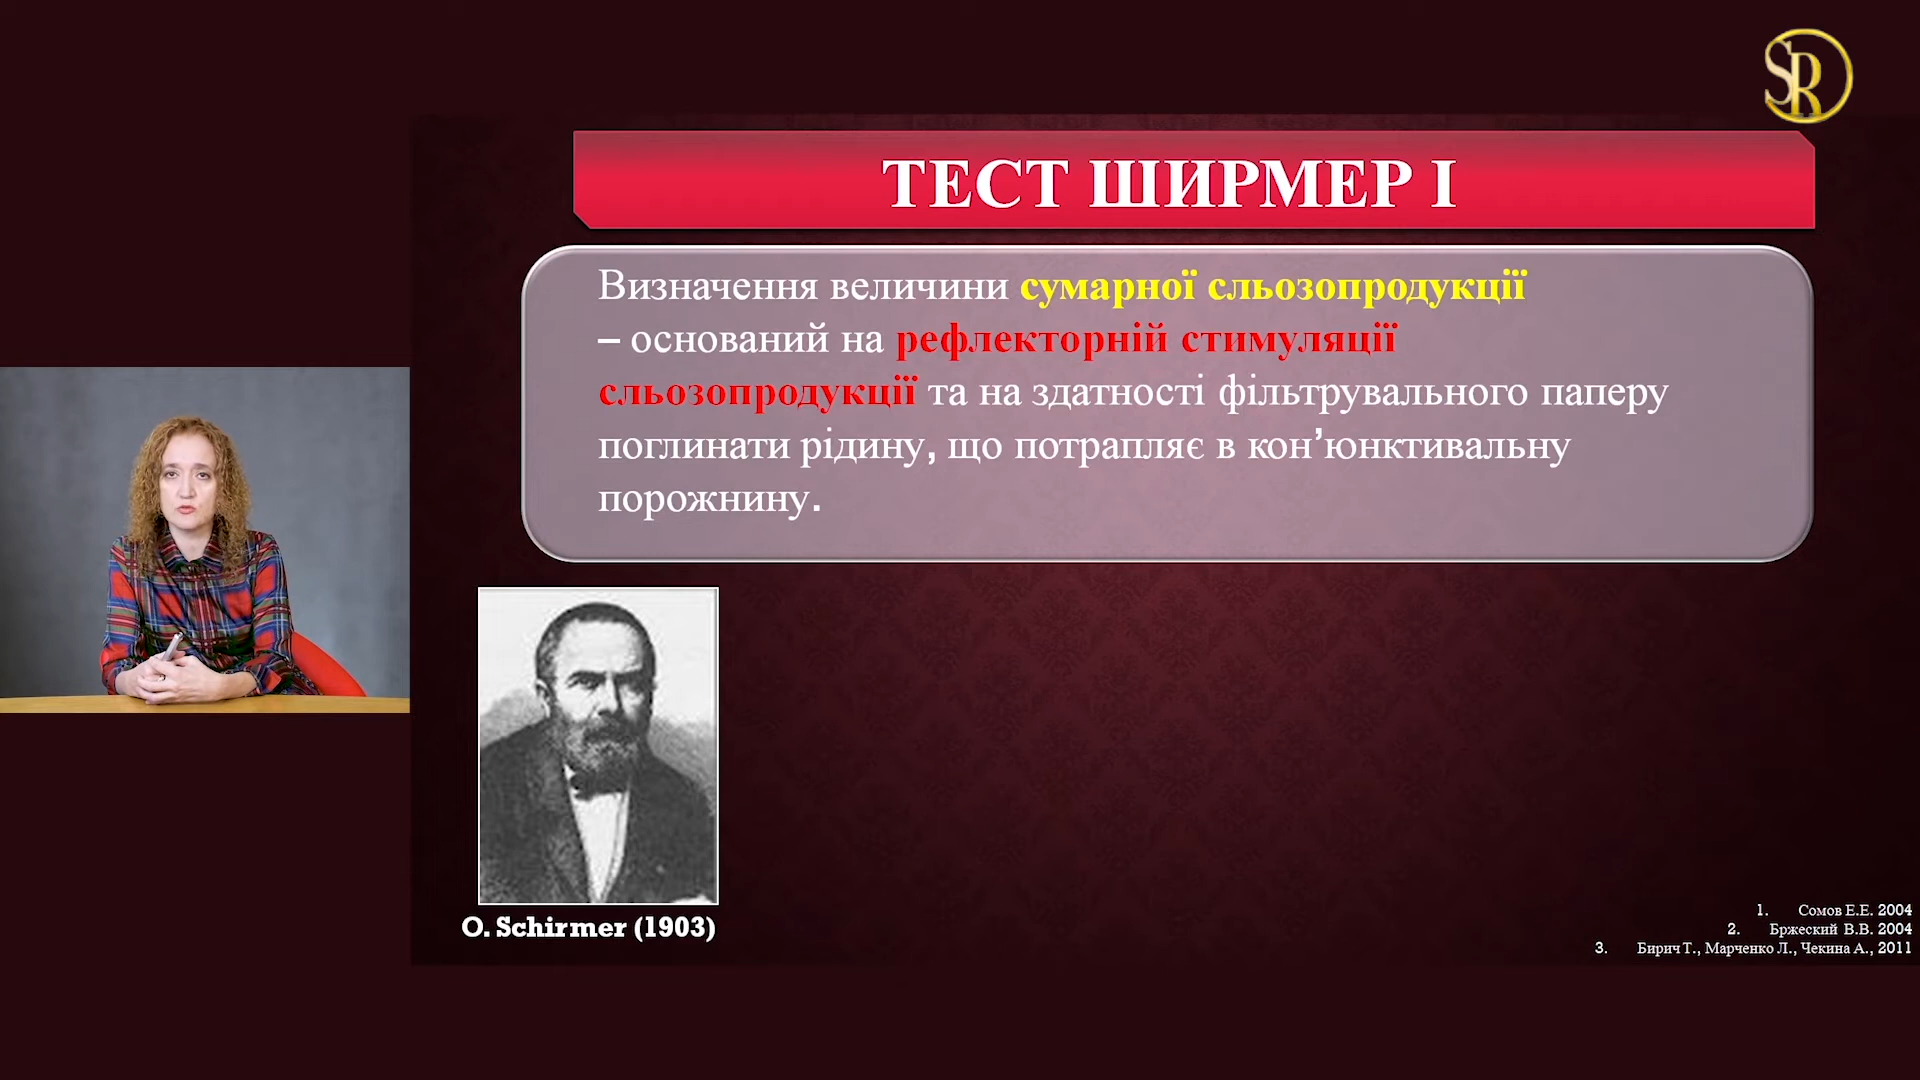 SR
ТЕСТ ШИРМЕР І
Визначення величини сумарної сльозопродукції
– оснований на рефлекторній стимуляції
сльозопродукції та на здатності фільтрувального паперу
поглинати рідину, що потрапляє в кон’юнктивальну
порожнину.
O. Schirmer (1903)
1. Сомов Е.Е. 2004
2. Бржеский В.В. 2004
3. Бирич Т., Марченко Л., Чекина А., 2011